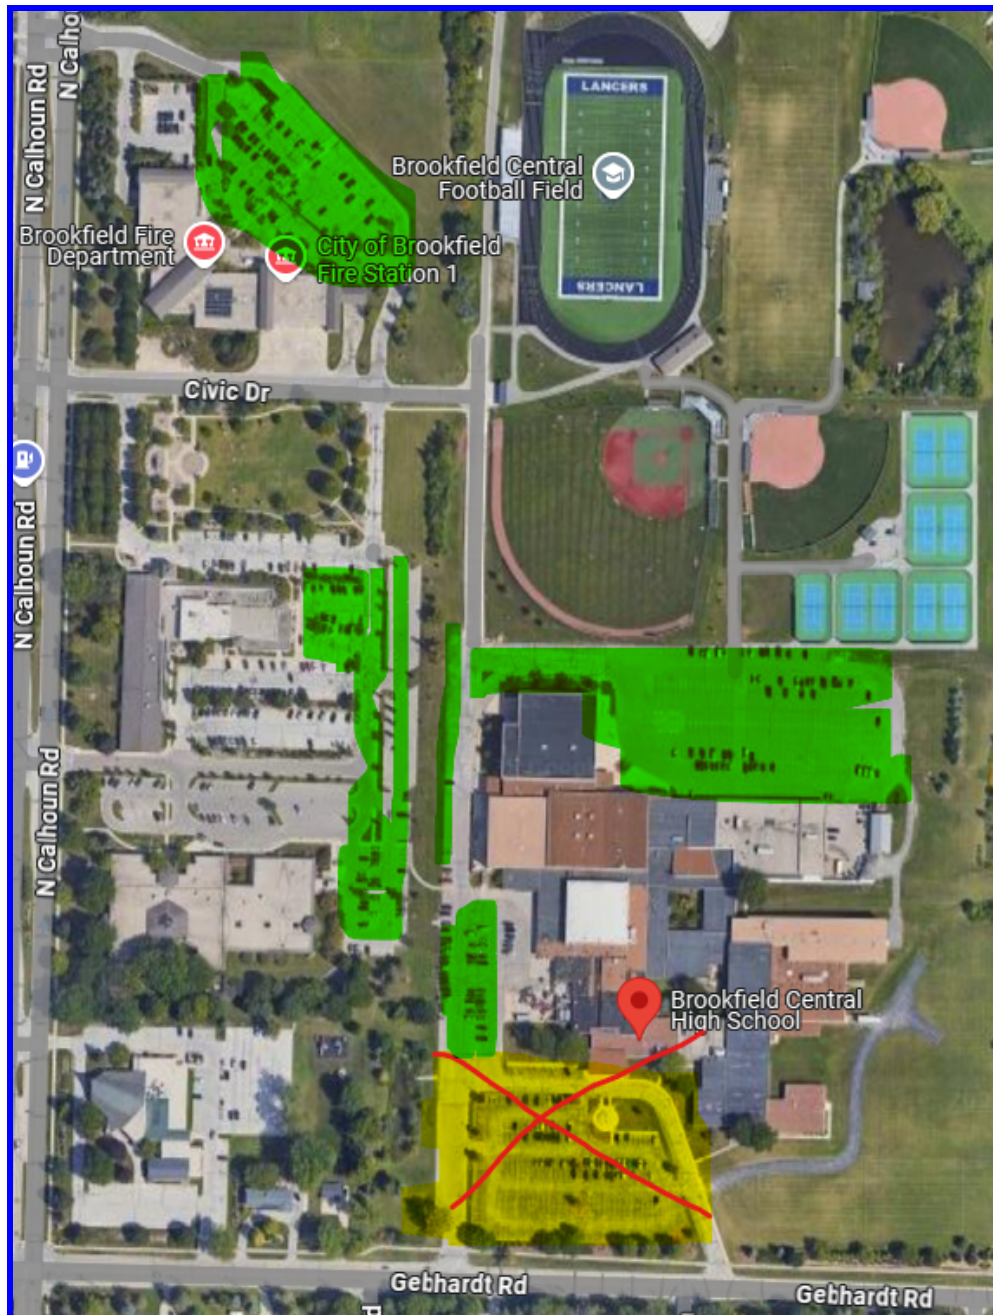 N Calho
N Calhoun Rd
LANCERS
Brookfield Central
Football Field
Brookfield Fire
Department
City of Brookfield
Fire Station 1
LANCERS
Civic Dr
N Calhoun Rd
N Calhoun Rd
Brookfield Central
High School
Gebhardt Rd
Gebhardt Rd